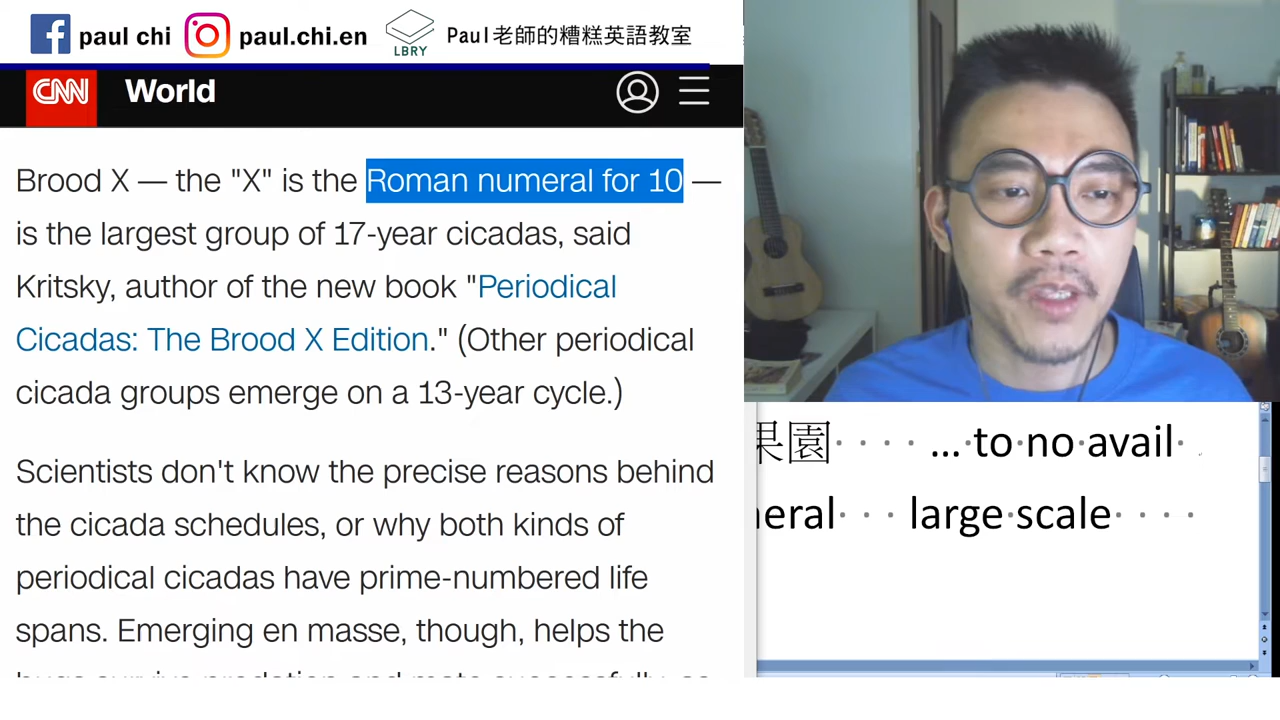 paul chi paul.chi.en LBRY Paul老師的糟糕英語教室
CNN World
Brood X — the "X" is the Roman numeral for 10 —
is the largest group of 17-year cicadas, said
Kritsky, author of the new book "Periodical
Cicadas: The Brood X Edition." (Other periodical
cicada groups emerge on a 13-year cycle.)
Scientists don't know the precise reasons behind
the cicada schedules, or why both kinds of
periodical cicadas have prime-numbered life
spans. Emerging en masse, though, helps the
果園 ... to no avail
neral large scale